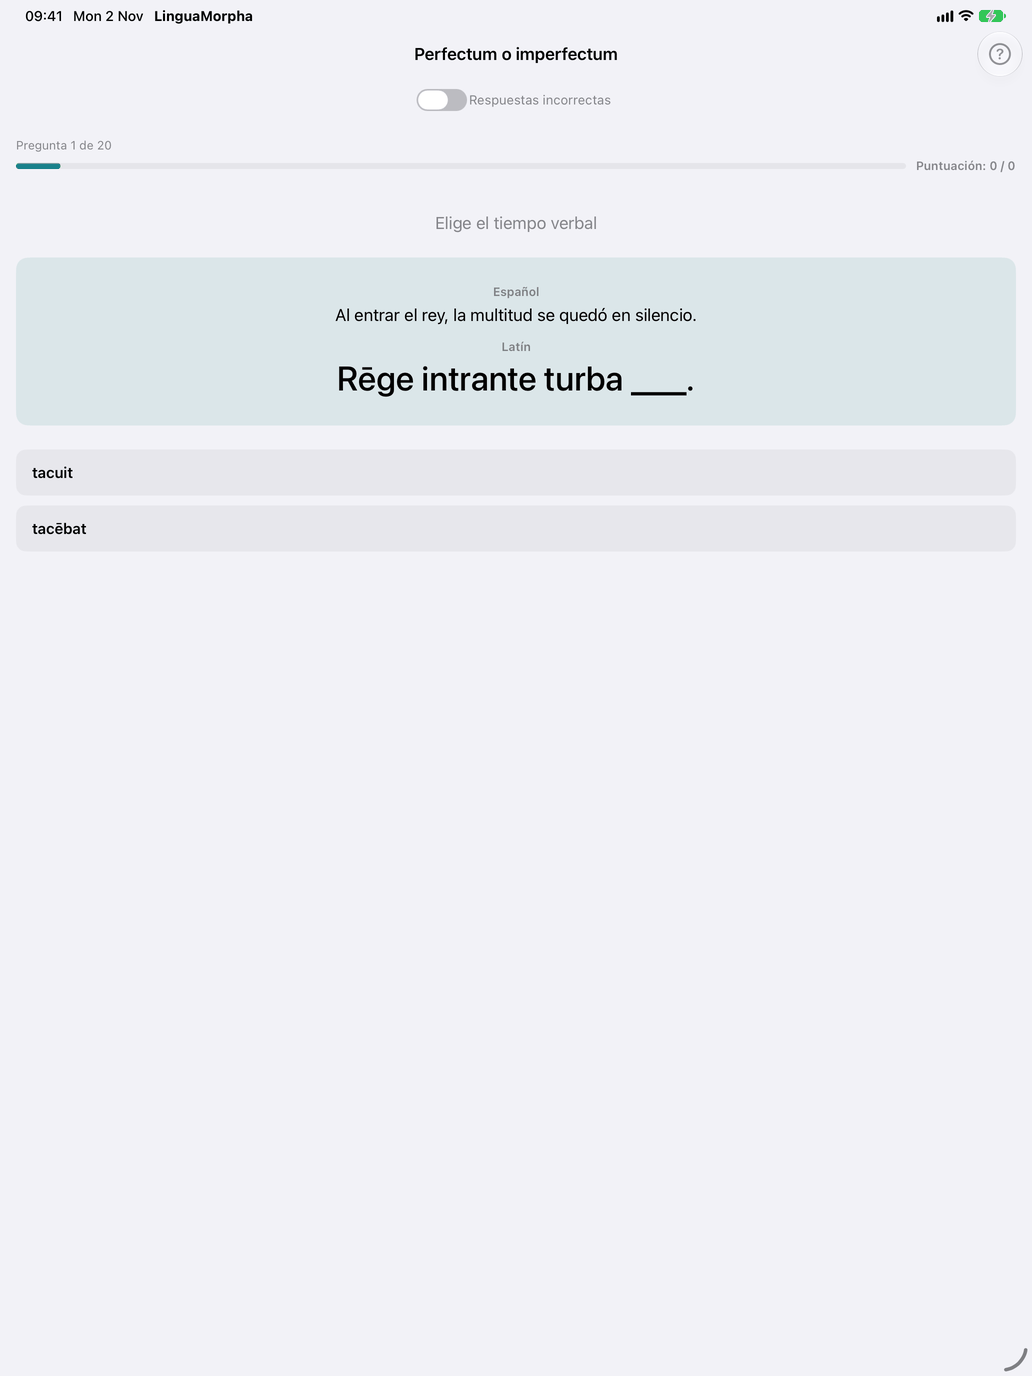 09:41 Mon 2 Nov LinguaMorpha
Perfectum o imperfectum
?
Respuestas incorrectas
Pregunta 1 de 20
Puntuación: 0 / 0
Elige el tiempo verbal
Español
Al entrar el rey, la multitud se quedó en silencio.
Latín
Rēge intrante turba ____.
tacuit
tacēbat